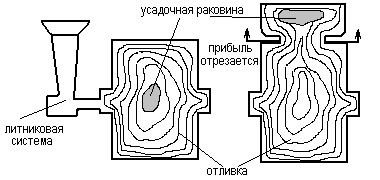 усадочная раковина
прибыль
отрезается
литниковая
система
отливка